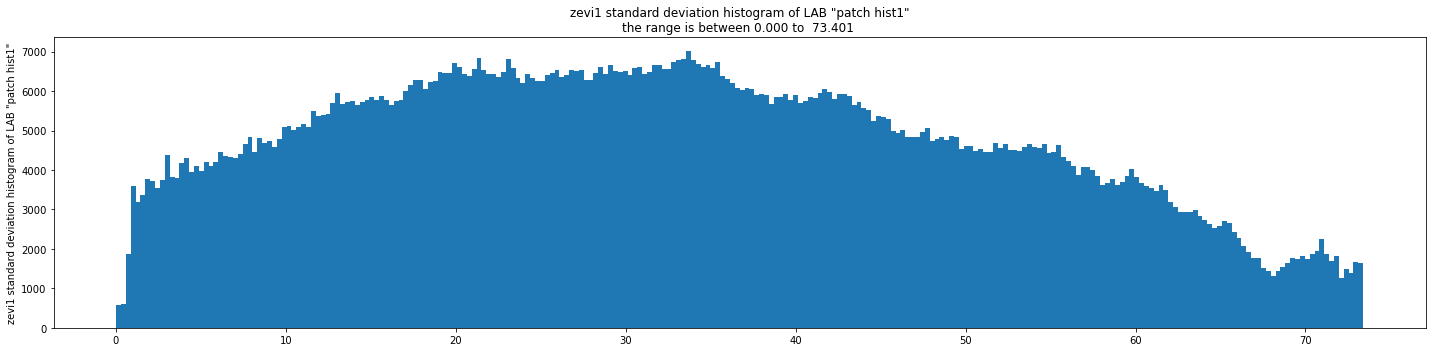 zevi1 standard deviation histogram of LAB "patch hist1"
the range is between 0.000 to  73.401
zevi1 standard deviation histogram of LAB "patch hist1"
7000
6000
5000
4000
3000
2000
1000
0
0 10 20 30 40 50 60 70